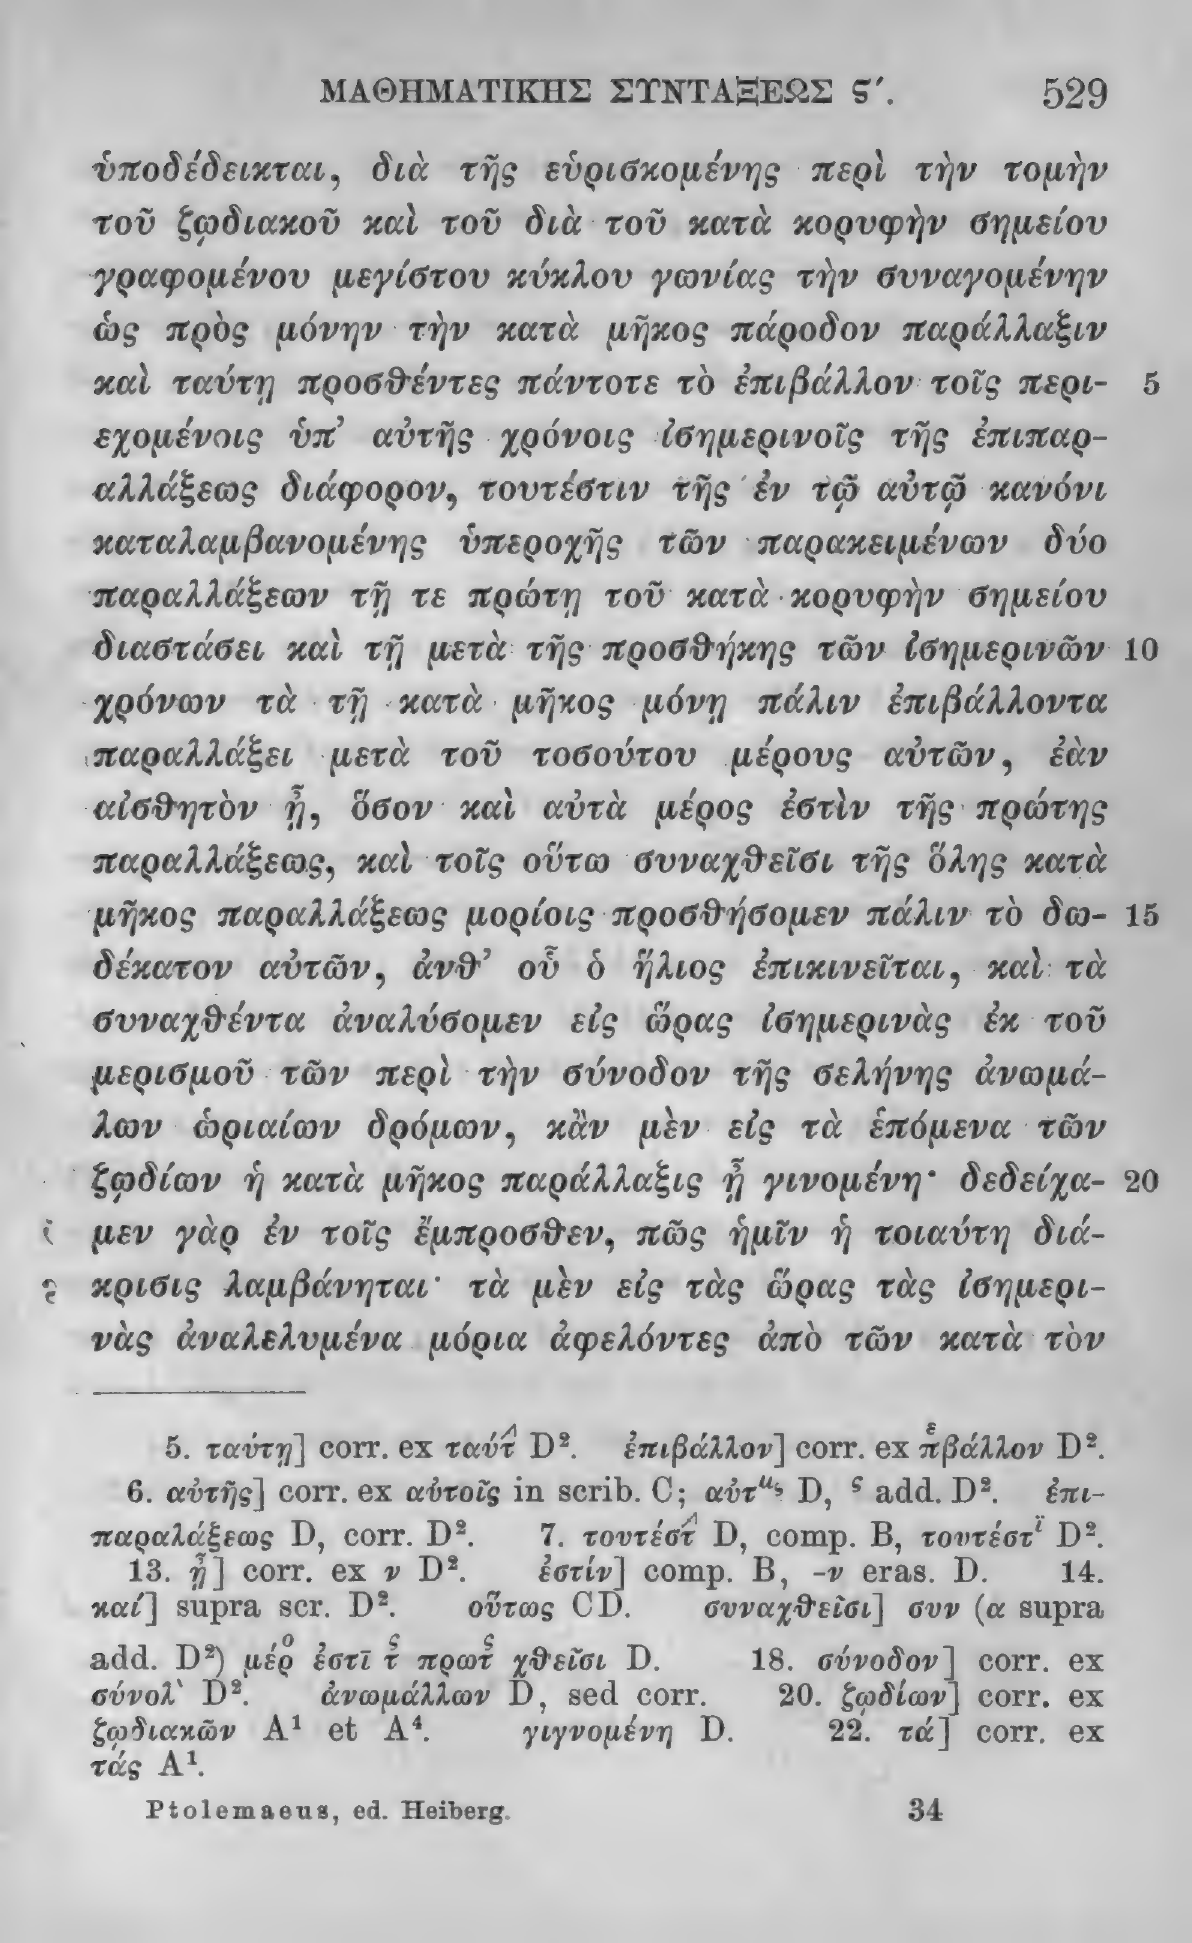 ΜΑΘΗΜΑΤΙΚΗΣ ΣΥΝΤΑΞΕΩΣ Ϛ′. 529
ὑποδέδεικται, διὰ τῆς εὑρισκομένης περὶ τὴν τομὴν
τοῦ ζῳδιακοῦ καὶ τοῦ διὰ τοῦ κατὰ κορυφὴν σημείου
γραφομένου μεγίστου κύκλου γωνίας τὴν συναγομένην
ὡς πρὸς μόνην τὴν κατὰ μῆκος πάροδον παράλλαξιν
καὶ ταύτῃ προσθέντες πάντοτε τὸ ἐπιβάλλον τοῖς περι- 5
εχομένοις ὑπ’ αὐτῆς χρόνοις ἰσημερινοῖς τῆς ἐπιπαρ-
αλλάξεως διάφορον, τουτέστιν τῆς ἐν τῷ αὐτῷ κανόνι
καταλαμβανομένης ὑπεροχῆς τῶν παρακειμένων δύο
παραλλάξεων τῇ τε πρώτῃ τοῦ κατὰ κορυφὴν σημείου
διαστάσει καὶ τῇ μετὰ τῆς προσθήκης τῶν ἰσημερινῶν 10
χρόνων τὰ τῇ κατὰ μῆκος μόνῃ πάλιν ἐπιβάλλοντα
παραλλάξει μετὰ τοῦ τοσούτου μέρους αὐτῶν, ἐὰν
αἰσθητὸν ᾖ, ὅσον καὶ αὐτὰ μέρος ἐστὶν τῆς πρώτης
παραλλάξεως, καὶ τοῖς οὕτω συναχθεῖσι τῆς ὅλης κατὰ
μῆκος παραλλάξεως μορίοις προσθήσομεν πάλιν τὸ δω- 15
δέκατον αὐτῶν, ἀνθ’ οὗ ὁ ἥλιος ἐπικινεῖται, καὶ τὰ
συναχθέντα ἀναλύσομεν εἰς ὥρας ἰσημερινὰς ἐκ τοῦ
μερισμοῦ τῶν περὶ τὴν σύνοδον τῆς σελήνης ἀνωμά-
λων ὡριαίων δρόμων, κἂν μὲν εἰς τὰ ἑπόμενα τῶν
ζῳδίων ἡ κατὰ μῆκος παράλλαξις ᾖ γινομένη· δεδείχα- 20
μεν γὰρ ἐν τοῖς ἔμπροσθεν, πῶς ἡμῖν ἡ τοιαύτη διά-
κρισις λαμβάνηται· τὰ μὲν εἰς τὰς ὥρας τὰς ἰσημερι-
νὰς ἀναλελυμένα μόρια ἀφελόντες ἀπὸ τῶν κατὰ τὸν
5. ταύτῃ] corr. ex ταύτ D². ἐπιβάλλον] corr. ex πβάλλον D².
6. αὐτῆς] corr. ex αὐτοῖς in scrib. C; D, ς add. D². ἐπι-
παραλάξεως D, corr. D². 7. τουτέστ D, comp. B, τουτέστῐ D².
13. ᾖ] corr. ex ν D². ἐστίν] comp. B, -ν eras. D. 14.
καί] supra scr. D². οὕτως CD. συναχθεῖσι] συν (α supra
add. D²) μέρ ἐστῑ τ πρωτ χθεῖσι D. 18. σύνοδον] corr. ex
σύνολ‵ D². ἀνωμάλλων D, sed corr. 20. ζῳδίων] corr. ex
ζῳδιακῶν A¹ et A⁴. γιγνομένη D. 22. τά] corr. ex
τάς A¹.
Ptolemaeus, ed. Heiberg. 34